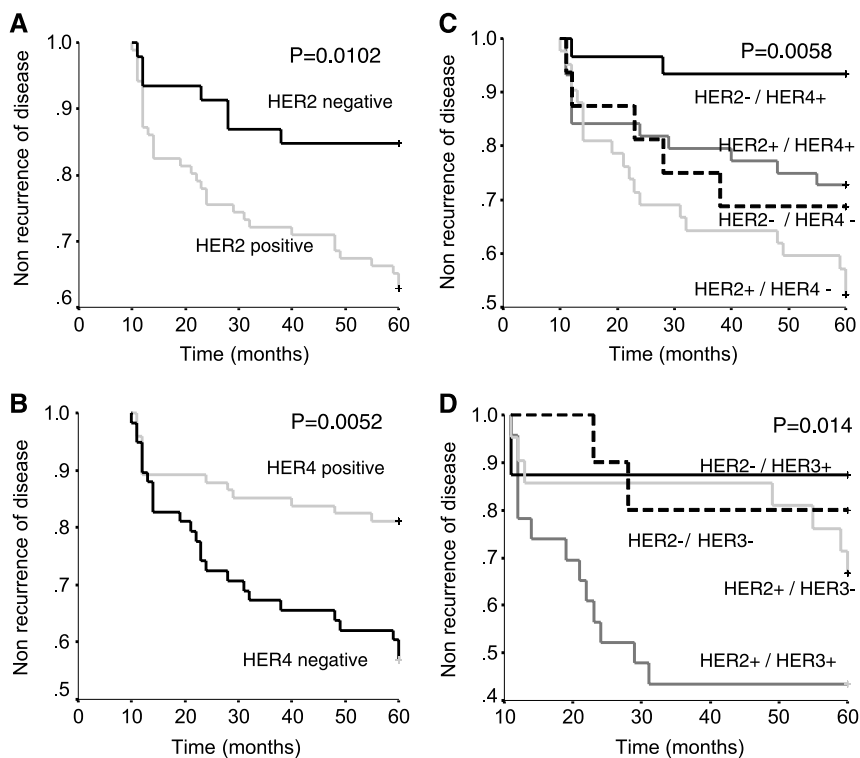 A
P=0.0102
HER2 negative
HER2 positive
Non recurrence of disease
1.0
.9
.8
.7
.6
0
10
20
30
40
50
60
Time (months)
C
P=0.0058
HER2- / HER4+
HER2+ / HER4+
HER2- / HER4 -
HER2+ / HER4 -
Non recurrence of disease
1.0
.9
.8
.7
.6
.5
0
10
20
30
40
50
60
Time (months)
B
P=0.0052
HER4 positive
HER4 negative
Non recurrence of disease
1.0
.9
.8
.7
.6
.5
0
10
20
30
40
50
60
Time (months)
D
P=0.014
HER2- / HER3+
HER2-/ HER3-
HER2+ / HER3-
HER2+ / HER3+
Non recurrence of disease
1.0
.9
.8
.7
.6
.5
.4
10
20
30
40
50
60
Time (months)